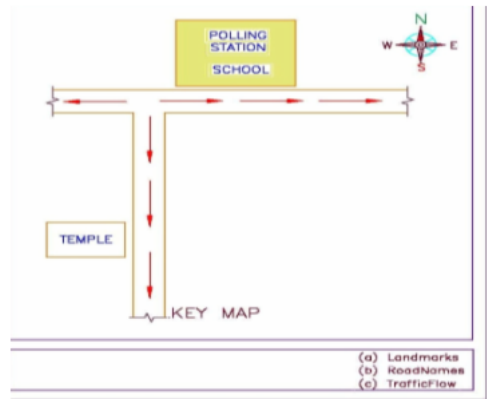 N
W E
S
POLLING
STATION
SCHOOL
TEMPLE
KEY MAP
(a) Landmarks
(b) RoadNames
(c) TrafficFlow